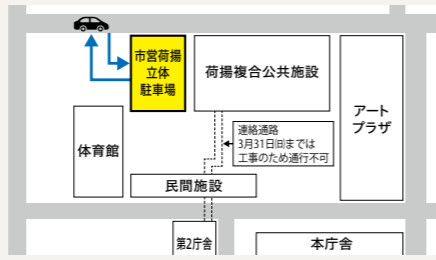 市営荷揚
立体
駐車場
荷揚複合公共施設
アート
プラザ
連絡通路
3月31日㈰までは
工事のため通行不可
体育館
民間施設
第2庁舎
本庁舎